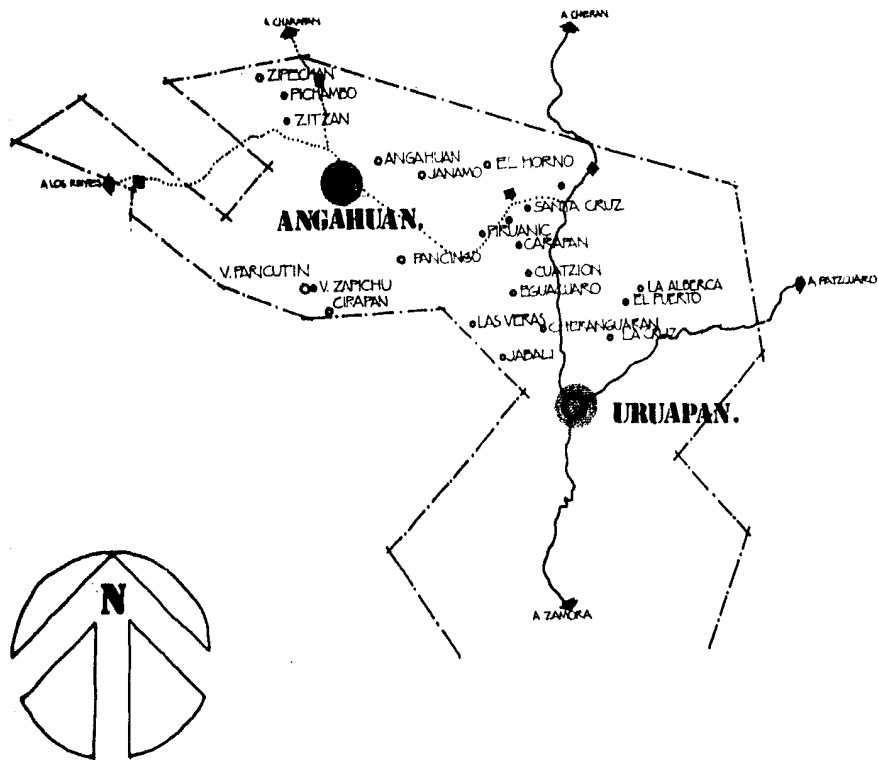 A CHARAPAN
A CHERAN
ZIPECHAN
PICHAMBO
ZITZAN
ANGAHUAN
JANAMO
EL HORNO
A LOS REYES
ANGAHUAN.
SANTA CRUZ
PIRUANIC
CARAPAN
PANCINGO
V. PARICUTIN
V. ZAPICHU
CIRAPAN
CUATZION
EGUACUARO
LA ALBERCA
EL PUERTO
A PATZCUARO
LAS VERAS
CHERANGUARAN
LA CRUZ
JABALI
URUAPAN.
N
A ZAMORA